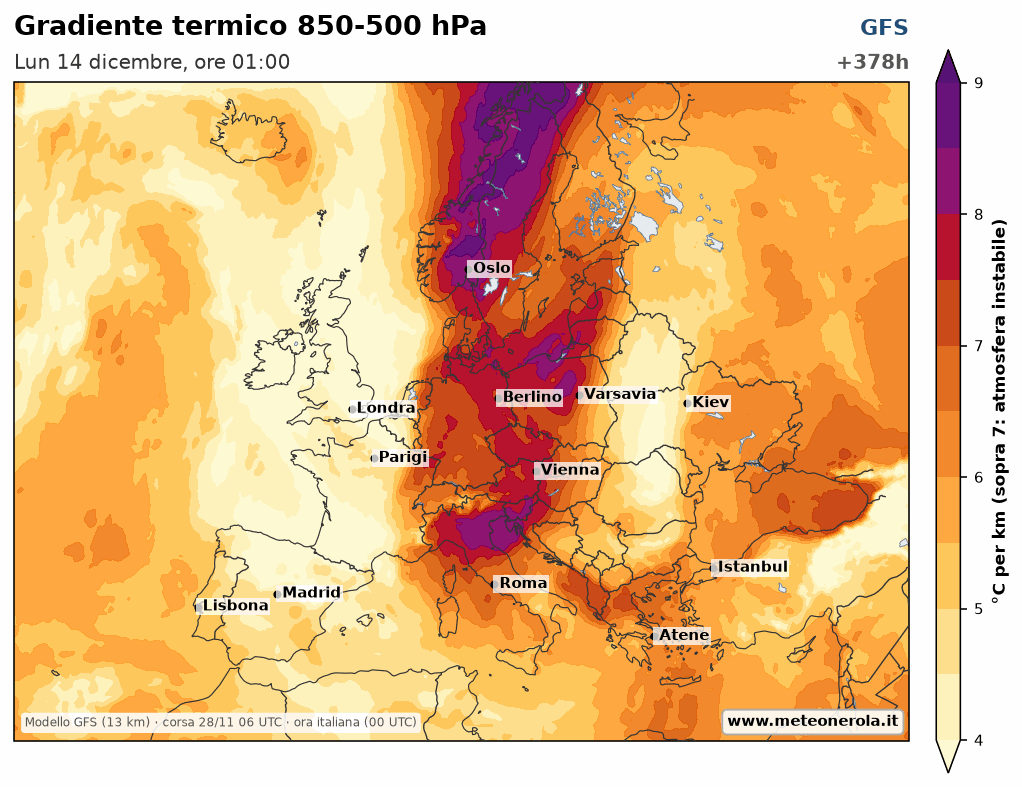 Gradiente termico 850-500 hPa
GFS
Lun 14 dicembre, ore 01:00
+378h
9
8
7
6
5
4
°C per km (sopra 7: atmosfera instabile)
Oslo
Berlino
Varsavia
Kiev
Londra
Parigi
Vienna
Istanbul
Roma
Madrid
Lisbona
Atene
Modello GFS (13 km) · corsa 28/11 06 UTC · ora italiana (00 UTC)
www.meteonerola.it